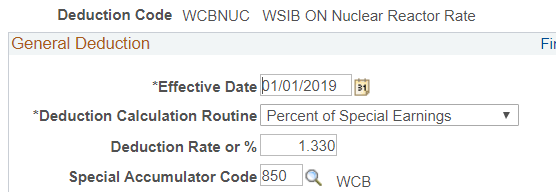 Deduction Code WCBNUC WSIB ON Nuclear Reactor Rate
General Deduction Fi
*Effective Date 01/01/2019 31
*Deduction Calculation Routine Percent of Special Earnings
Deduction Rate or % 1.330
Special Accumulator Code 850 WCB